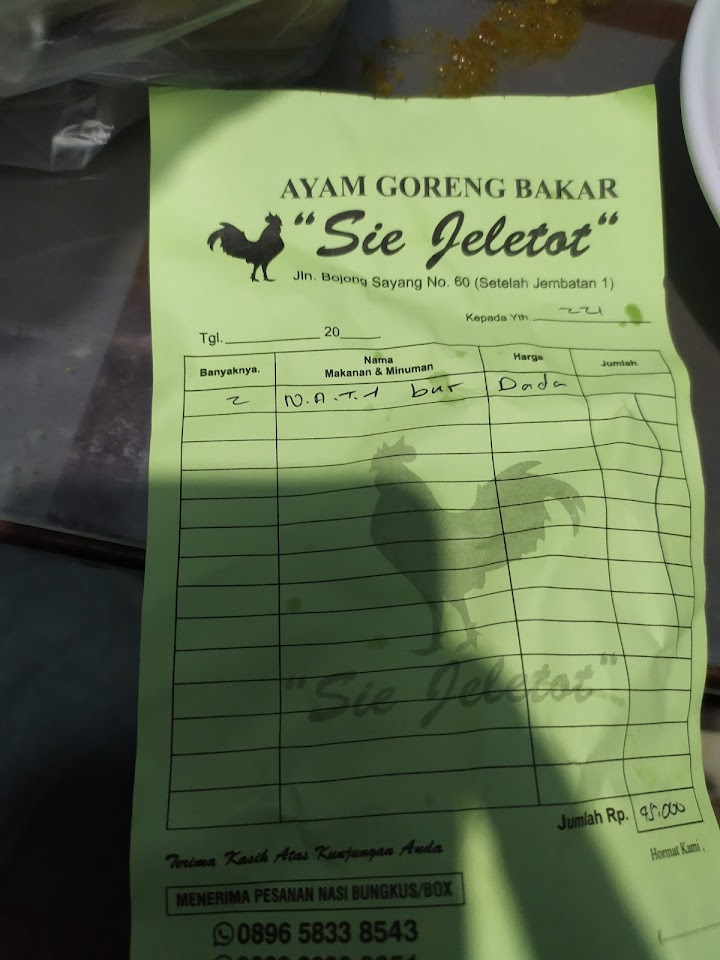 AYAM GORENG BAKAR
"Sie Jeletot"
Jln. Bojong Sayang No. 60 (Setelah Jembatan 1)
Kepada Yth. 221
Tgl. 20
Banyaknya. Nama Makanan & Minuman Harga Jumlah
2 N.A.T.1 bur Dada
"Sie Jeletot"
Jumlah Rp. 45.000
Terima Kasih Atas Kunjungan Anda
Hormat Kami,
MENERIMA PESANAN NASI BUNGKUS/BOX
0896 5833 8543